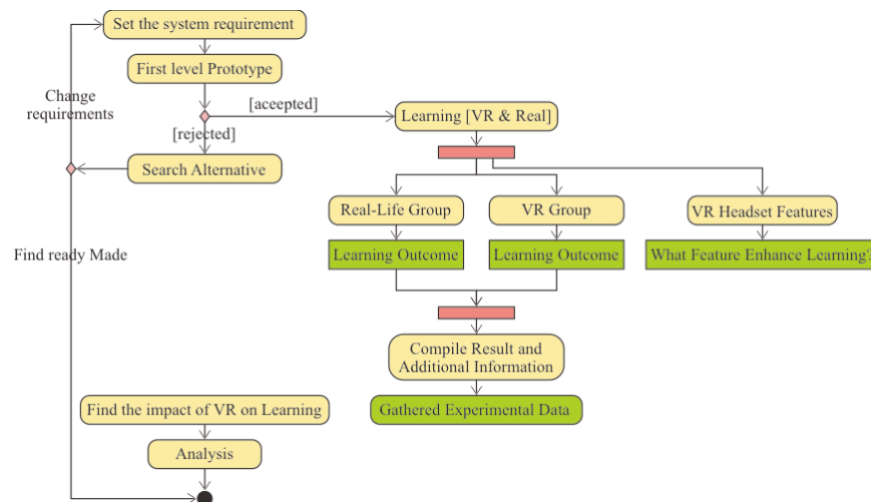 Set the system requirement
First level Prototype
Change
requirements
[aceepted]
Learning [VR & Real]
[rejected]
Search Alternative
Real-Life Group
VR Group
VR Headset Features
Find ready Made
Learning Outcome
Learning Outcome
What Feature Enhance Learning?
Compile Result and
Additional Information
Find the impact of VR on Learning
Gathered Experimental Data
Analysis